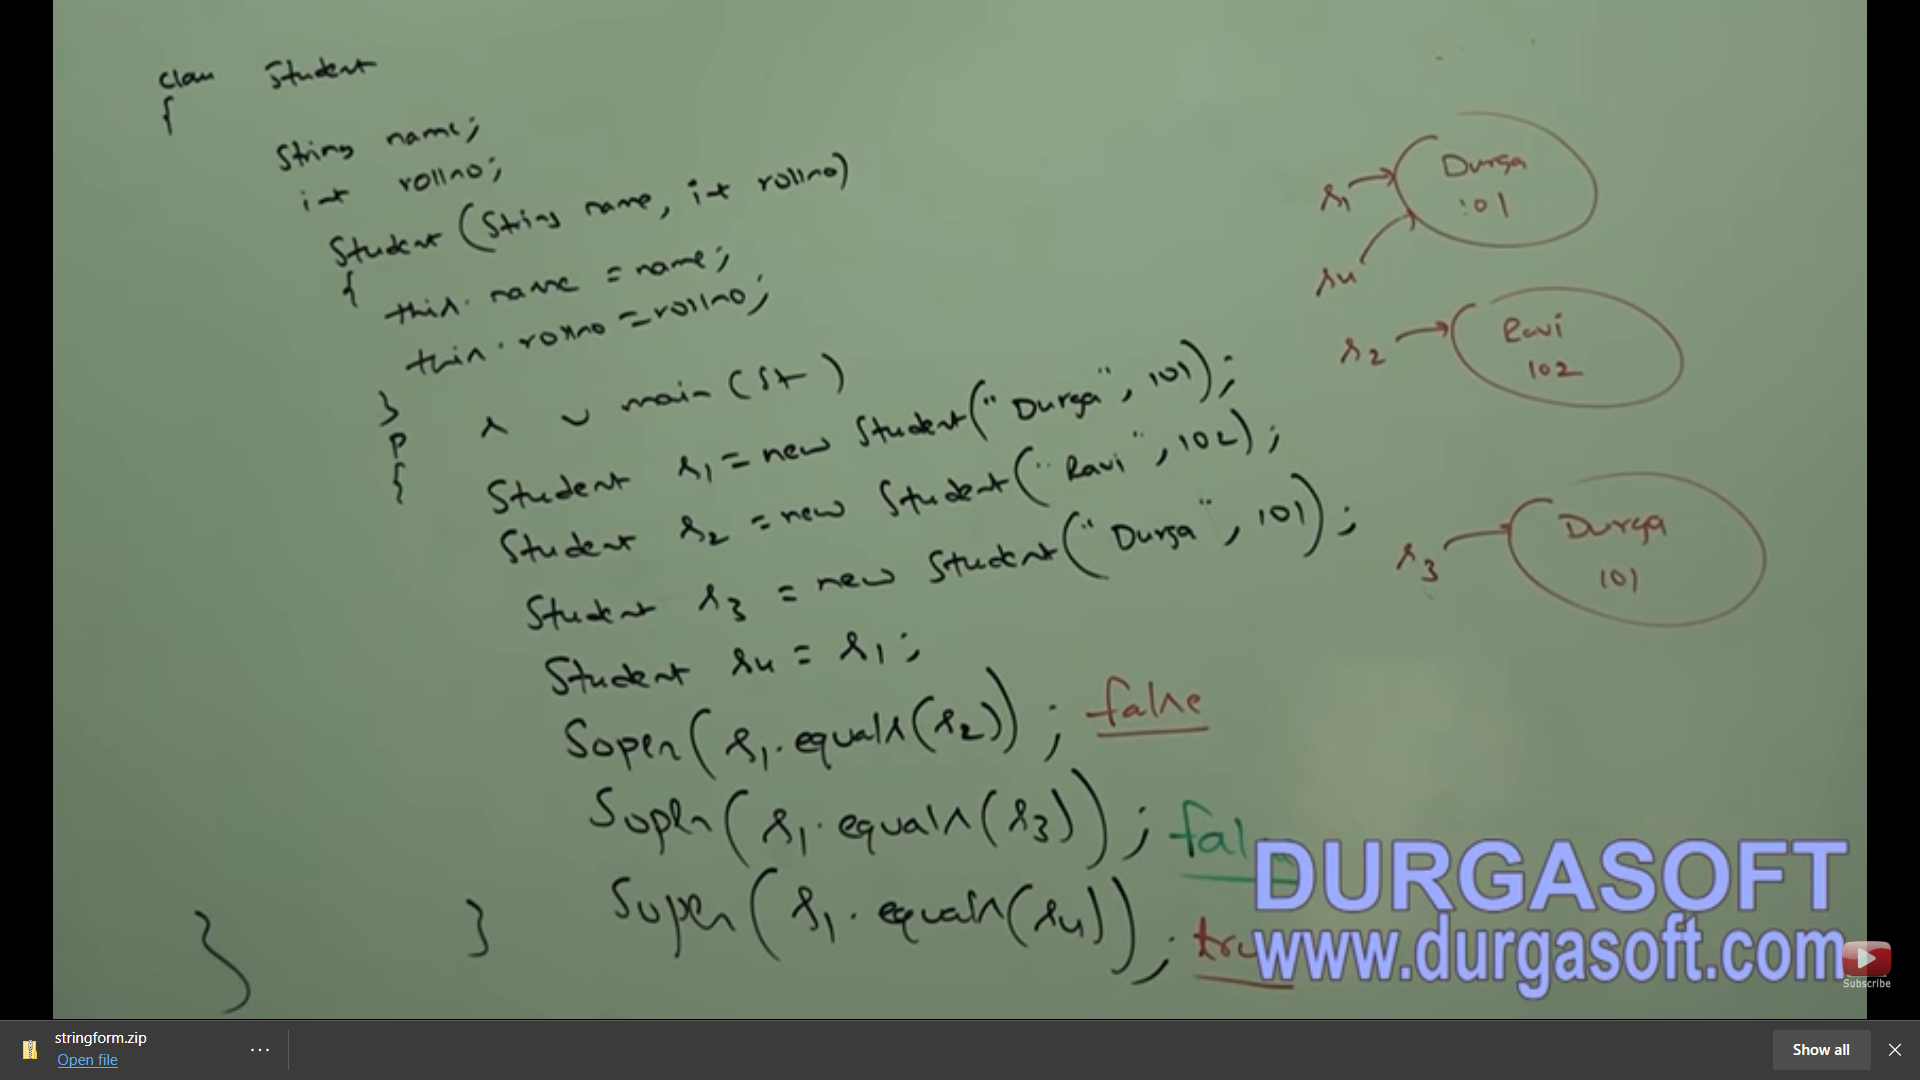 class Student
{
String name;
int rollno;
Student (String name, int rollno)
{
this.name = name;
this.rollno = rollno;
}
P s v main (St )
{
Student s1 = new Student("Durga", 101);
Student s2 = new Student("Ravi", 102);
Student s3 = new Student("Durga", 101);
Student s4 = s1;
Sopln(s1.equals(s2)); false
Sopln(s1.equals(s3)); fal
Sopln(s1.equals(s4)); tru
}
}
s1
s4
Durga
101
s2
Ravi
102
s3
Durga
101
DURGASOFT
www.durgasoft.com
Subscribe
stringform.zip
Open file
Show all